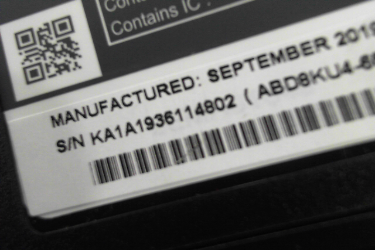 Contains IC :
MANUFACTURED: SEPTEMBER
S/N KA1A1936114802 ( ABD8KU4-